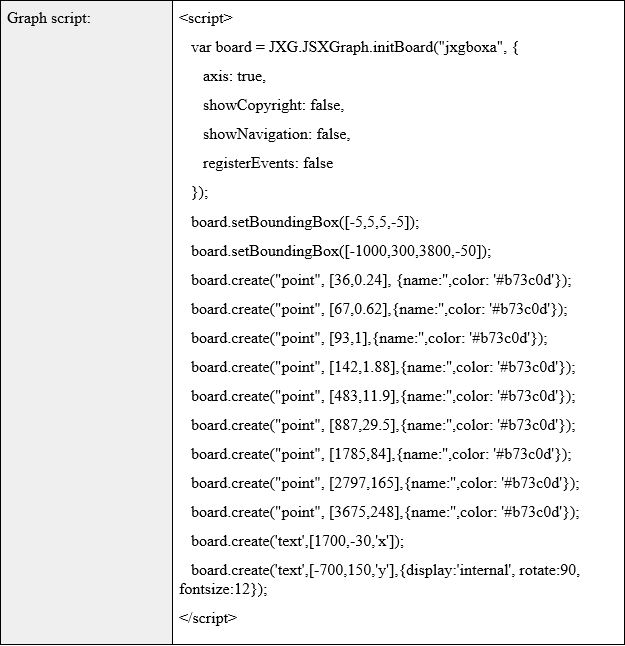 Graph script:
<script>
var board = JXG.JSXGraph.initBoard("jxgboxa", {
axis: true,
showCopyright: false,
showNavigation: false,
registerEvents: false
});
board.setBoundingBox([-5,5,5,-5]);
board.setBoundingBox([-1000,300,3800,-50]);
board.create("point", [36,0.24], {name:'',color: '#b73c0d'});
board.create("point", [67,0.62],{name:'',color: '#b73c0d'});
board.create("point", [93,1],{name:'',color: '#b73c0d'});
board.create("point", [142,1.88],{name:'',color: '#b73c0d'});
board.create("point", [483,11.9],{name:'',color: '#b73c0d'});
board.create("point", [887,29.5],{name:'',color: '#b73c0d'});
board.create("point", [1785,84],{name:'',color: '#b73c0d'});
board.create("point", [2797,165],{name:'',color: '#b73c0d'});
board.create("point", [3675,248],{name:'',color: '#b73c0d'});
board.create('text',[1700,-30,'x']);
board.create('text',[-700,150,'y'],{display:'internal', rotate:90,
fontsize:12});
</script>